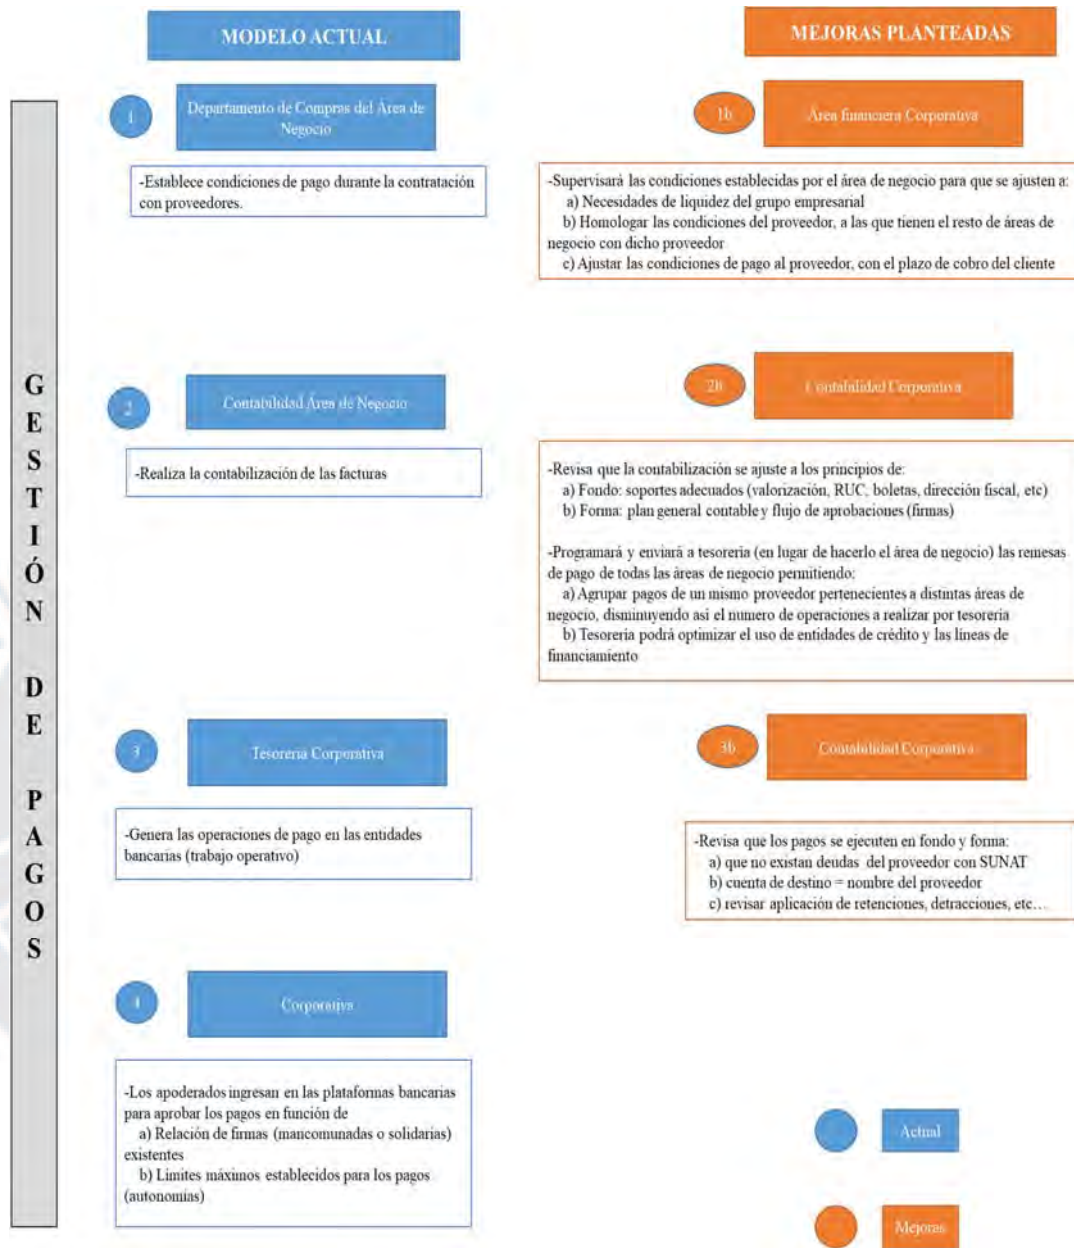 MODELO ACTUAL
MEJORAS PLANTEADAS
GESTIÓN DE PAGOS
1
Departamento de Compras del Área de
Negocio
-Establece condiciones de pago durante la contratación
con proveedores.
1b
Área financiera Corporativa
-Supervisará las condiciones establecidas por el área de negocio para que se ajusten a:
a) Necesidades de liquidez del grupo empresarial
b) Homologar las condiciones del proveedor, a las que tienen el resto de áreas de
negocio con dicho proveedor
c) Ajustar las condiciones de pago al proveedor, con el plazo de cobro del cliente
2
Contabilidad Área de Negocio
-Realiza la contabilización de las facturas
2b
Contabilidad Corporativa
-Revisa que la contabilización se ajuste a los principios de:
a) Fondo: soportes adecuados (valorización, RUC, boletas, dirección fiscal, etc)
b) Forma: plan general contable y flujo de aprobaciones (firmas)
-Programará y enviará a tesorería (en lugar de hacerlo el área de negocio) las remesas
de pago de todas las áreas de negocio permitiendo:
a) Agrupar pagos de un mismo proveedor pertenecientes a distintas áreas de
negocio, disminuyendo así el numero de operaciones a realizar por tesorería
b) Tesorería podrá optimizar el uso de entidades de crédito y las líneas de
financiamiento
3
Tesorería Corporativa
-Genera las operaciones de pago en las entidades
bancarias (trabajo operativo)
3b
Contabilidad Corporativa
-Revisa que los pagos se ejecuten en fondo y forma:
a) que no existan deudas del proveedor con SUNAT
b) cuenta de destino = nombre del proveedor
c) revisar aplicación de retenciones, detracciones, etc…
4
Corporativa
-Los apoderados ingresan en las plataformas bancarias
para aprobar los pagos en función de
a) Relación de firmas (mancomunadas o solidarias)
existentes
b) Limites máximos establecidos para los pagos
(autonomías)
Actual
Mejoras